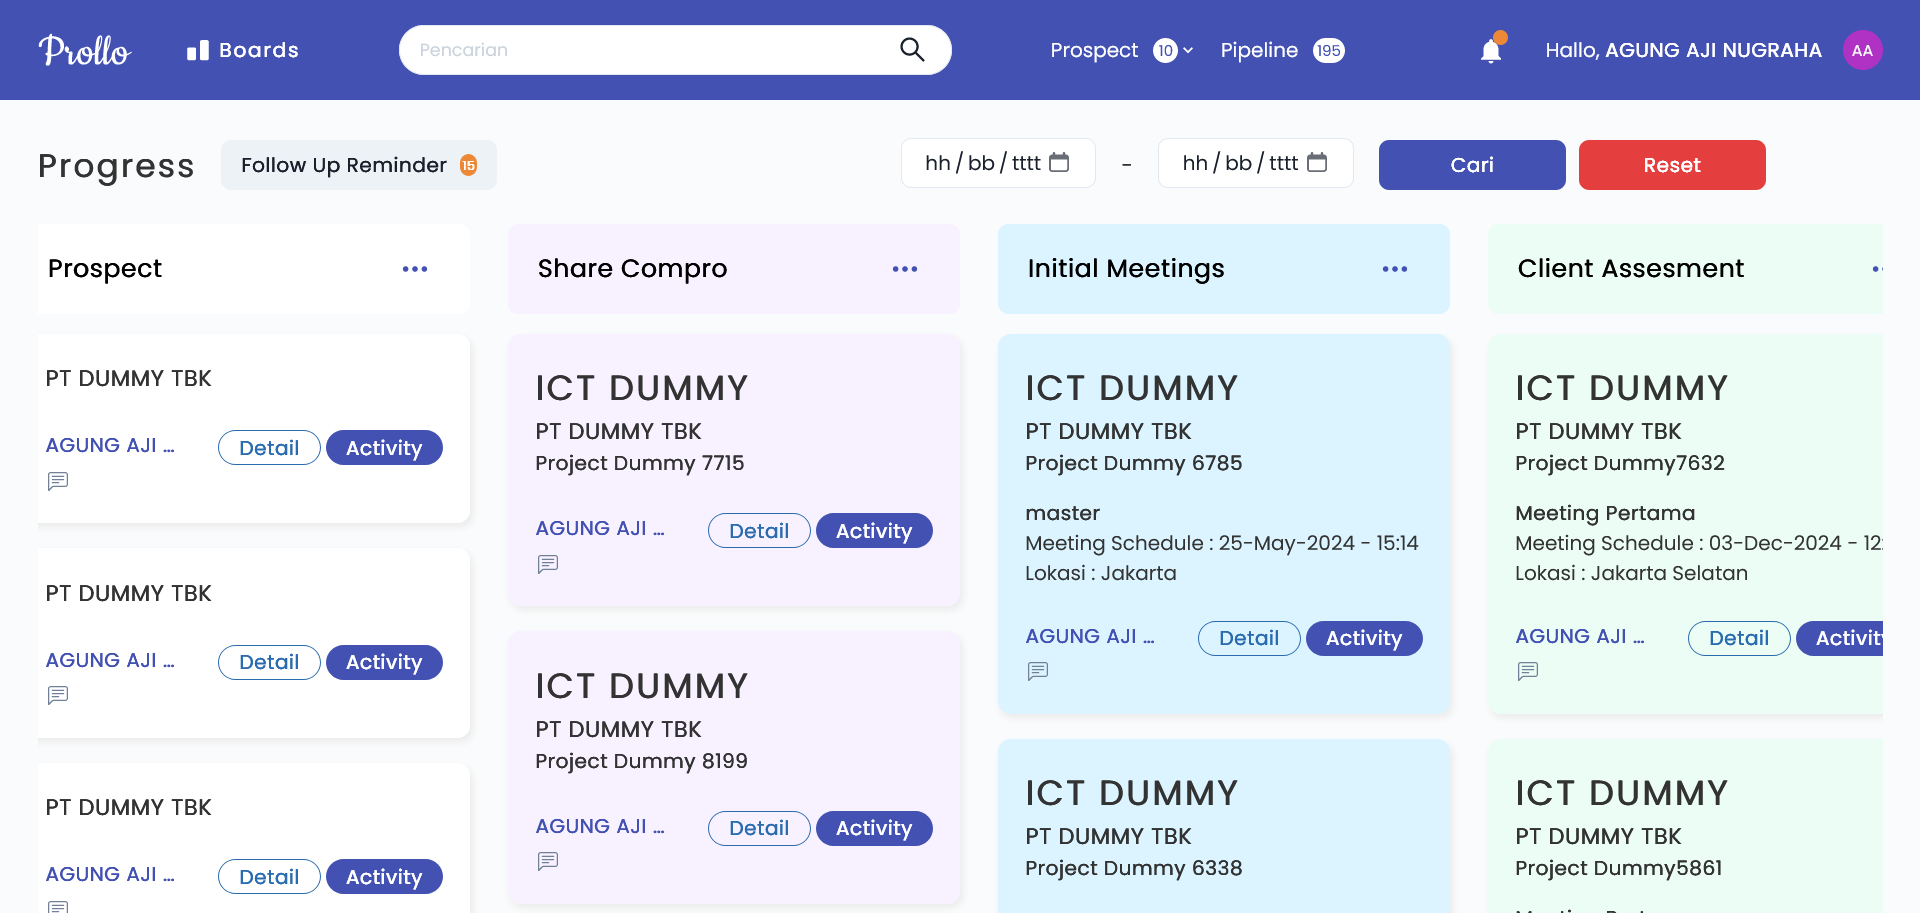 Prollo
Boards
Pencarian
Prospect 10
Pipeline 195
Hallo, AGUNG AJI NUGRAHA
AA
Progress
Follow Up Reminder 15
hh/bb/tttt - hh/bb/tttt
Cari
Reset
Prospect
PT DUMMY TBK
AGUNG AJI ...
Detail
Activity
PT DUMMY TBK
AGUNG AJI ...
Detail
Activity
PT DUMMY TBK
AGUNG AJI ...
Detail
Activity
Share Compro
ICT DUMMY
PT DUMMY TBK
Project Dummy 7715
AGUNG AJI ...
Detail
Activity
ICT DUMMY
PT DUMMY TBK
Project Dummy 8199
AGUNG AJI ...
Detail
Activity
Initial Meetings
ICT DUMMY
PT DUMMY TBK
Project Dummy 6785
master
Meeting Schedule : 25-May-2024 - 15:14
Lokasi : Jakarta
AGUNG AJI ...
Detail
Activity
ICT DUMMY
PT DUMMY TBK
Project Dummy 6338
Client Assesment
ICT DUMMY
PT DUMMY TBK
Project Dummy7632
Meeting Pertama
Meeting Schedule : 03-Dec-2024 - 12:
Lokasi : Jakarta Selatan
AGUNG AJI ...
Detail
Activity
ICT DUMMY
PT DUMMY TBK
Project Dummy5861